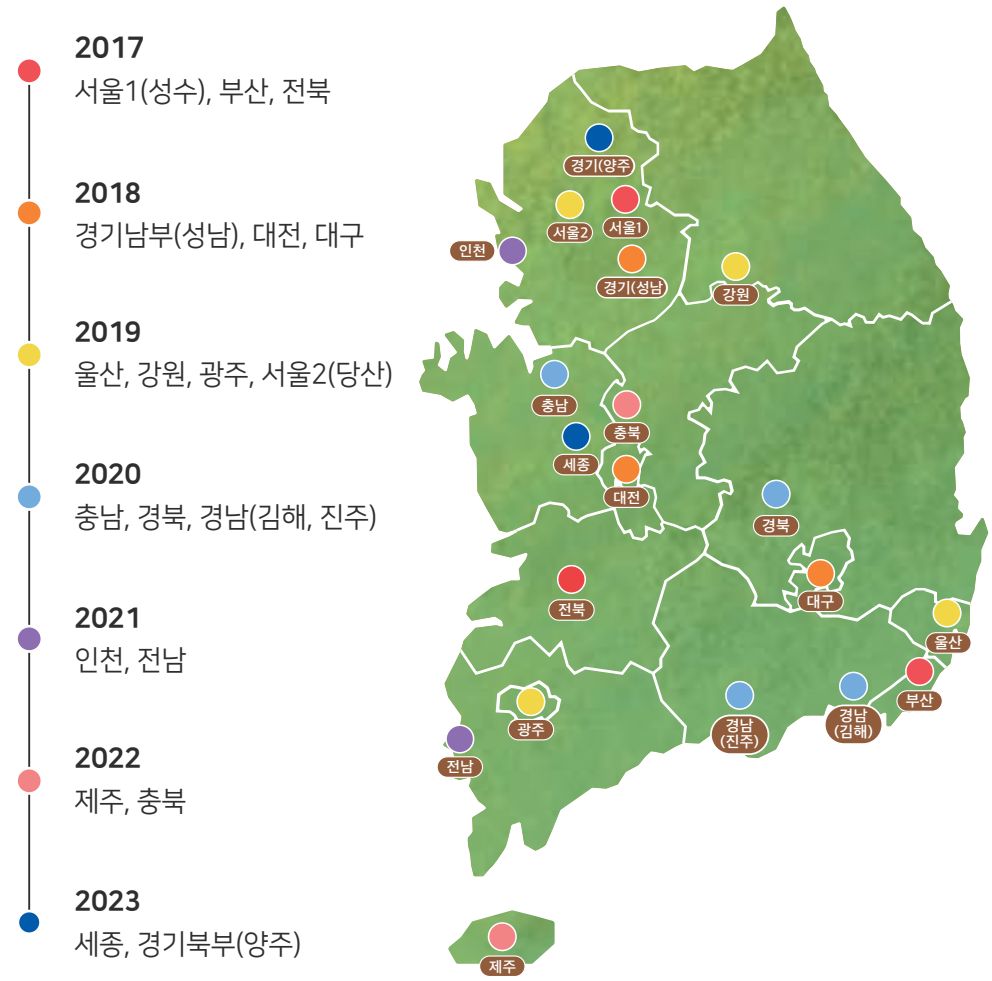 2017
서울1(성수), 부산, 전북
2018
경기남부(성남), 대전, 대구
2019
울산, 강원, 광주, 서울2(당산)
2020
충남, 경북, 경남(김해, 진주)
2021
인천, 전남
2022
제주, 충북
2023
세종, 경기북부(양주)
경기(양주
서울2
서울1
인천
경기(성남
강원
충남
충북
세종
대전
경북
대구
전북
울산
부산
경남
(김해)
경남
(진주)
광주
전남
제주